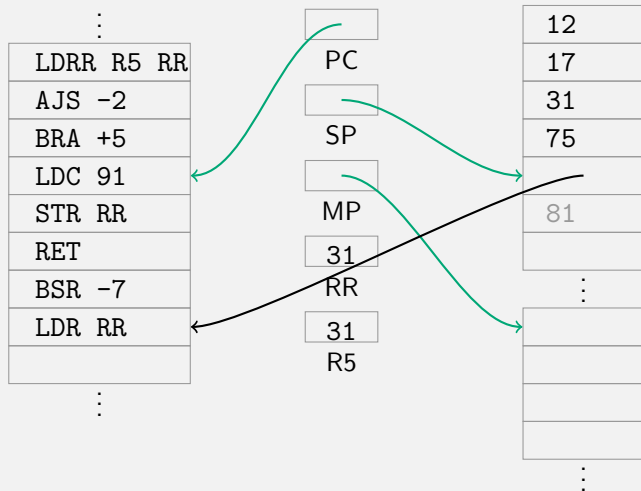 LDRR R5 RR
AJS -2
BRA +5
LDC 91
STR RR
RET
BSR -7
LDR RR
PC
SP
MP
31
RR
31
R5
12
17
31
75
81